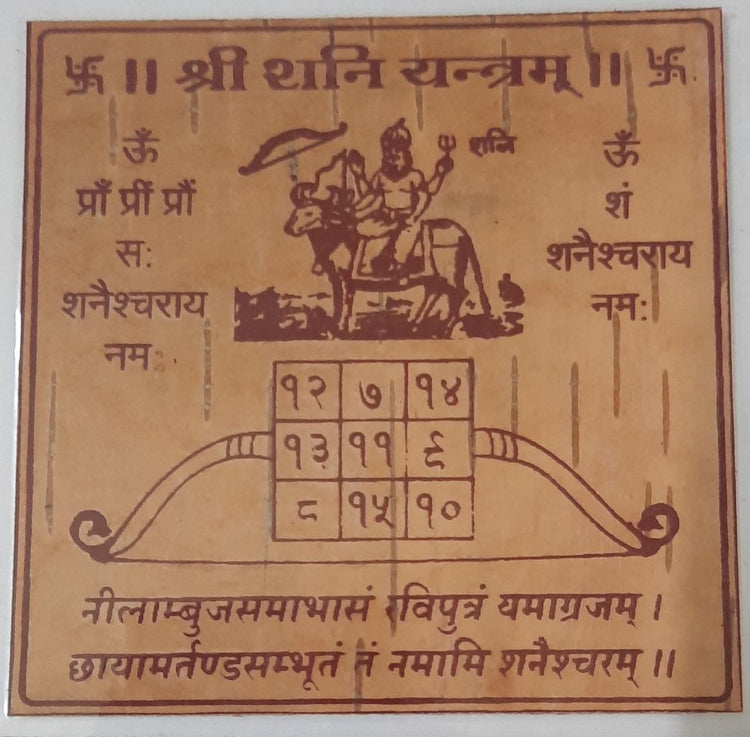 卐 ॥ श्री शनि यन्त्रम् ॥ 卐
ॐ
प्राँ प्रीं प्रौं
सः
शनैश्चराय
नमः
शनि
ॐ
शं
शनैश्चराय
नमः
१२ ७ १४
१३ ११ ९
८ १५ १०
नीलाम्बुजसमाभासं रविपुत्रं यमाग्रजम् ।
छायामर्तण्डसम्भूतं तं नमामि शनैश्चरम् ॥